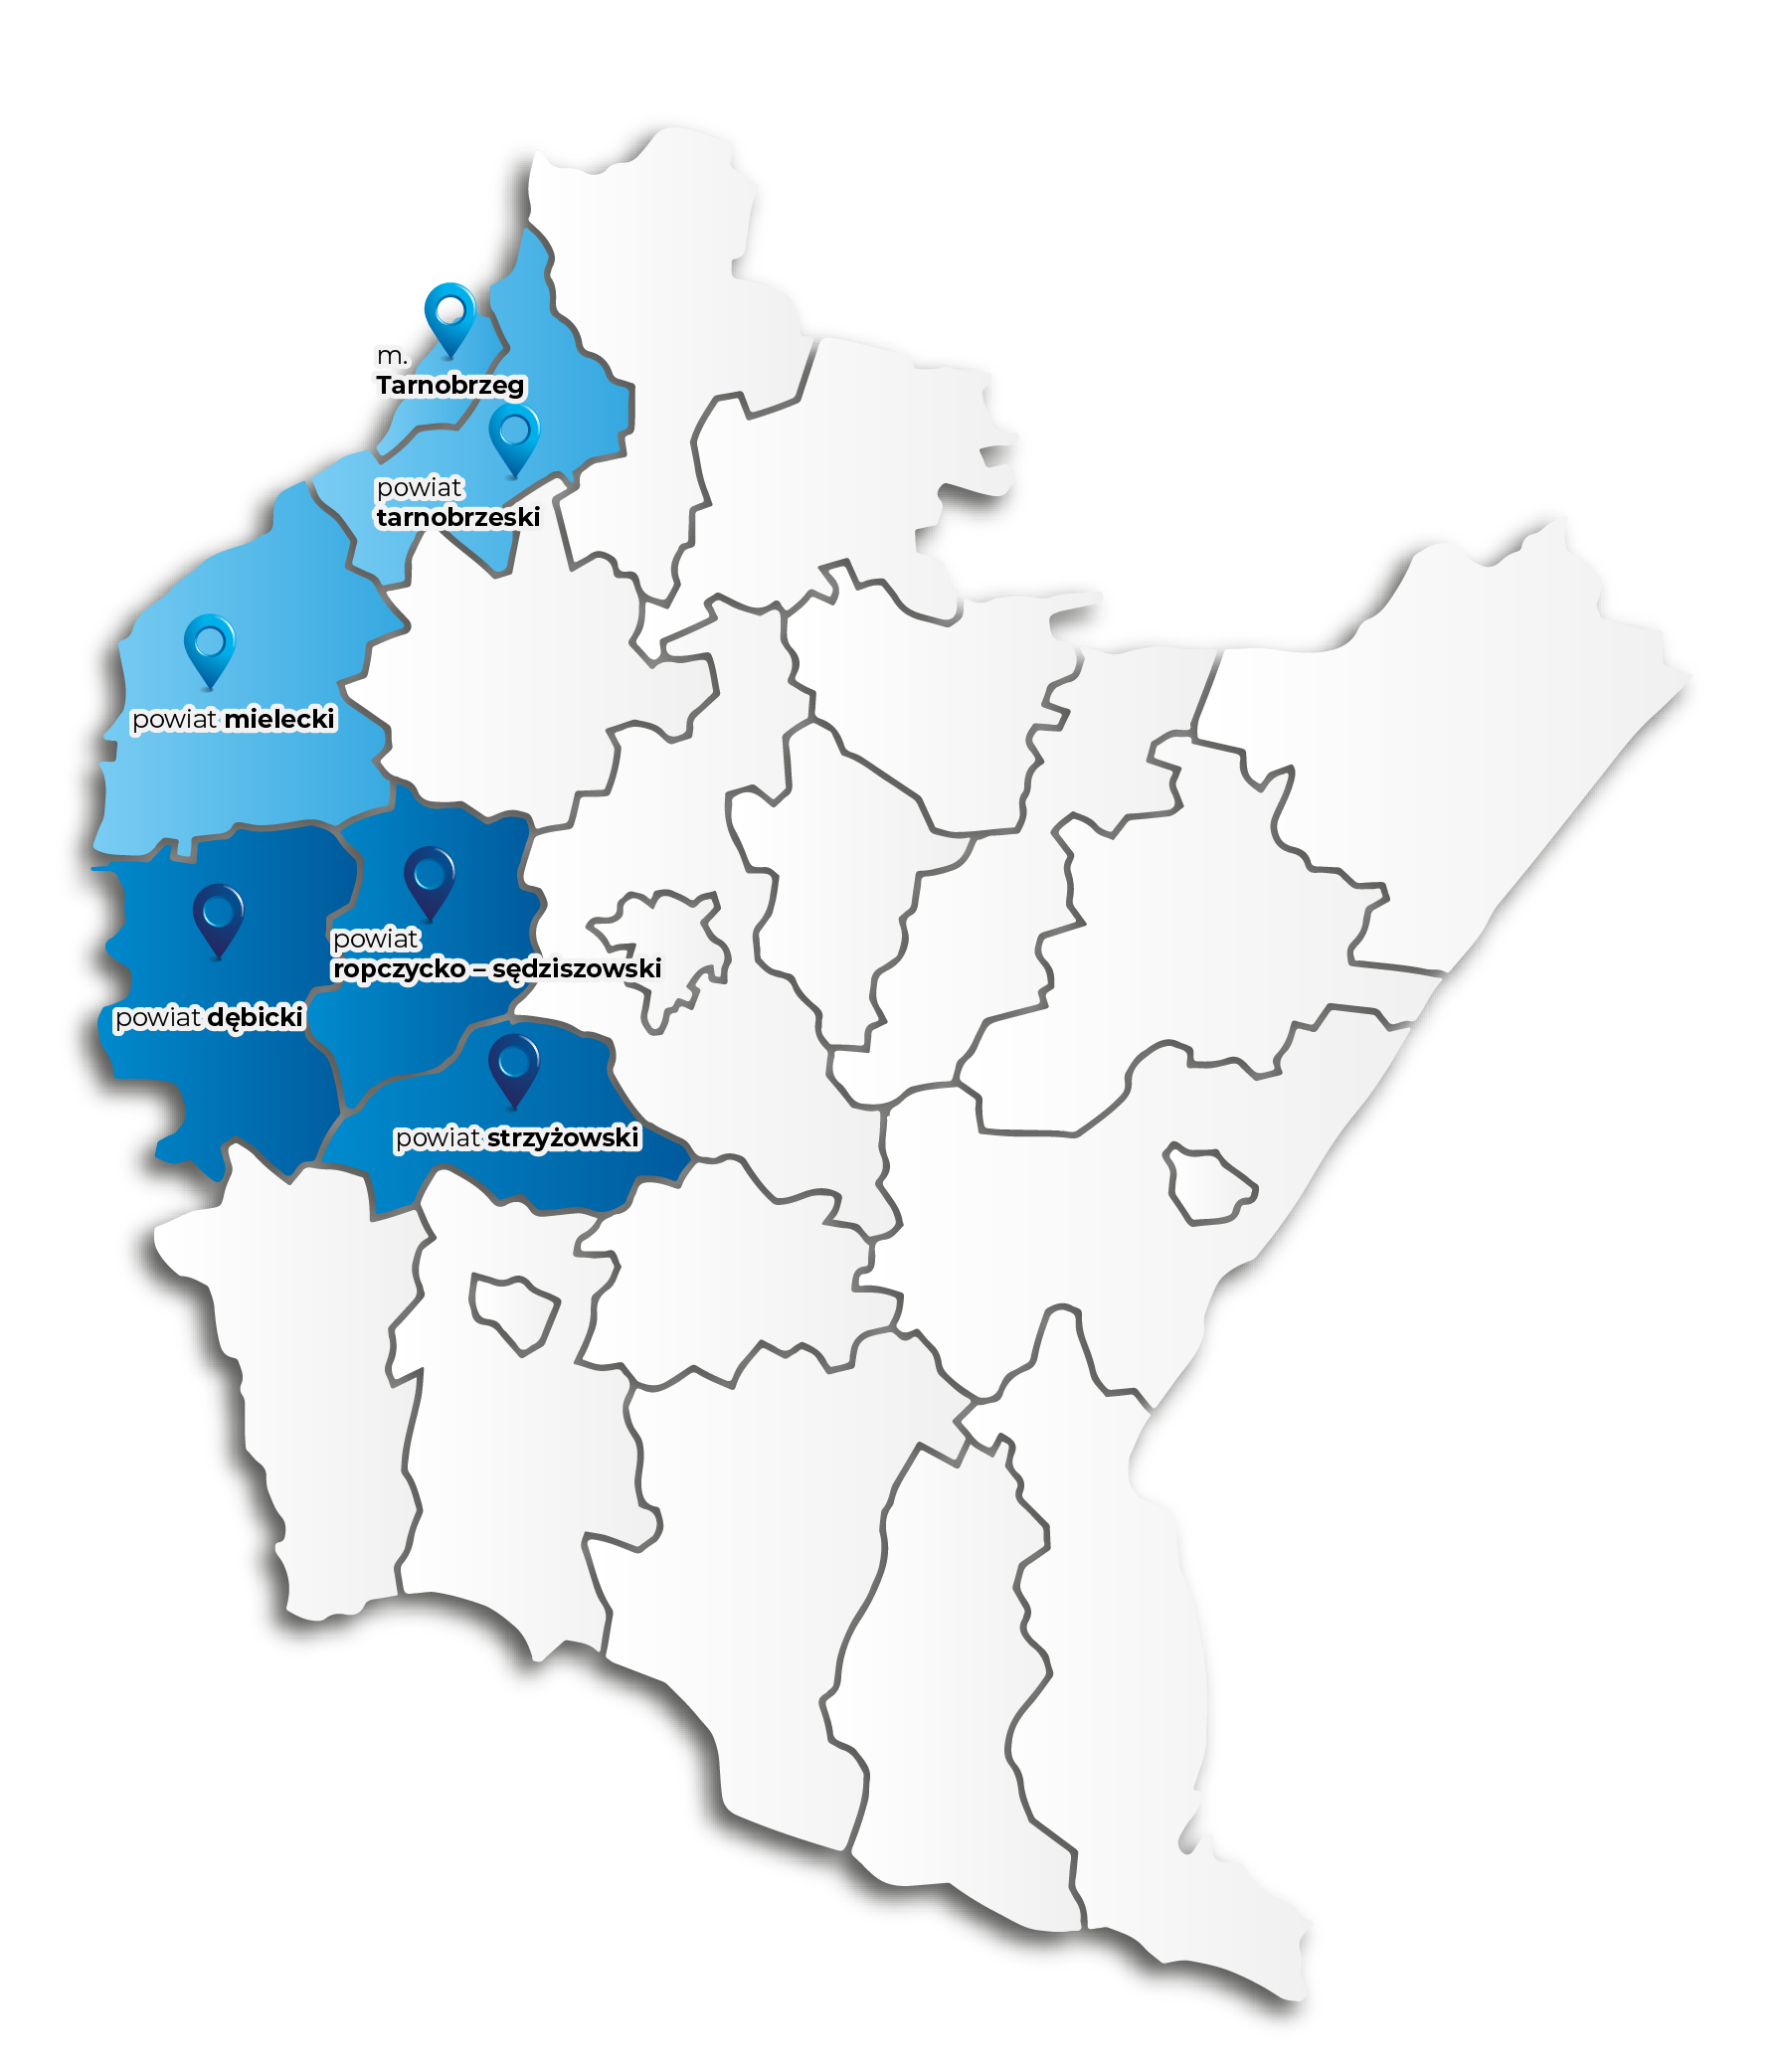 m.
Tarnobrzeg
powiat
tarnobrzeski
powiat mielecki
powiat
ropczycko – sędziszowski
powiat dębicki
powiat strzyżowski